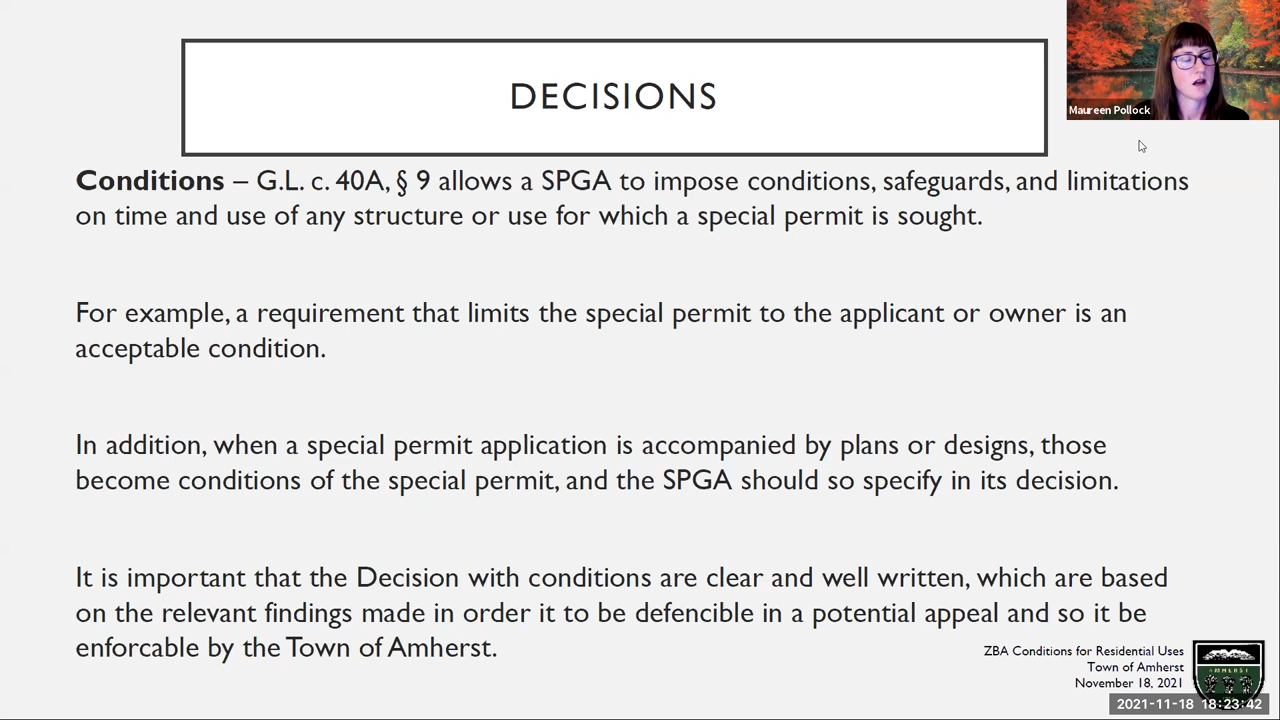 DECISIONS
Maureen Pollock
Conditions – G.L. c. 40A, § 9 allows a SPGA to impose conditions, safeguards, and limitations
on time and use of any structure or use for which a special permit is sought.
For example, a requirement that limits the special permit to the applicant or owner is an
acceptable condition.
In addition, when a special permit application is accompanied by plans or designs, those
become conditions of the special permit, and the SPGA should so specify in its decision.
It is important that the Decision with conditions are clear and well written, which are based
on the relevant findings made in order it to be defencible in a potential appeal and so it be
enforcable by the Town of Amherst.
ZBA Conditions for Residential Uses
Town of Amherst
November 18, 2021
AMHERST
2021-11-18 18:23:42